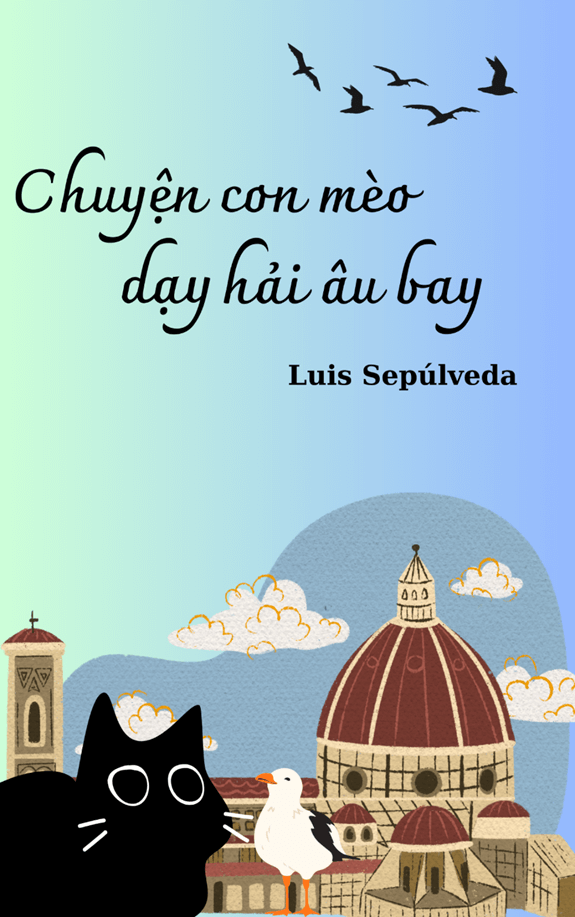 Chuyện con mèo
dạy hải âu bay
Luis Sepúlveda